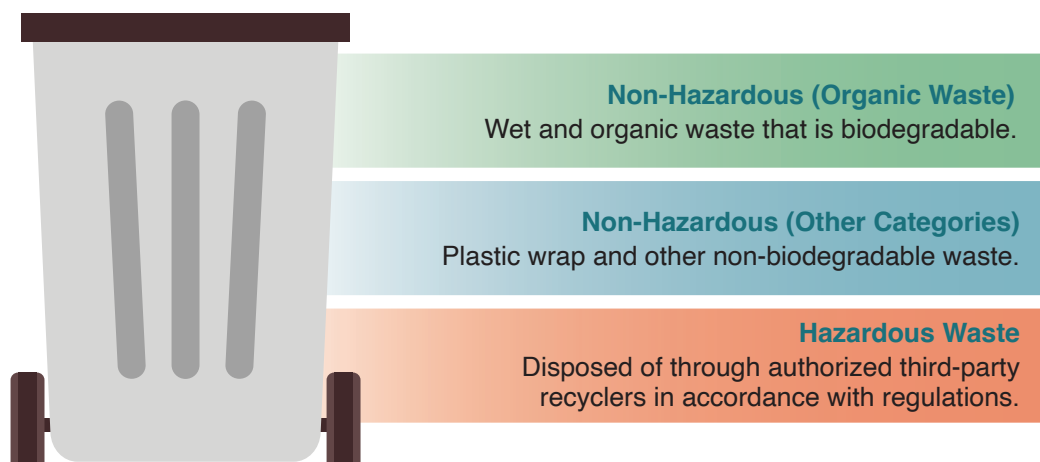 Non-Hazardous (Organic Waste)
Wet and organic waste that is biodegradable.
Non-Hazardous (Other Categories)
Plastic wrap and other non-biodegradable waste.
Hazardous Waste
Disposed of through authorized third-party
recyclers in accordance with regulations.